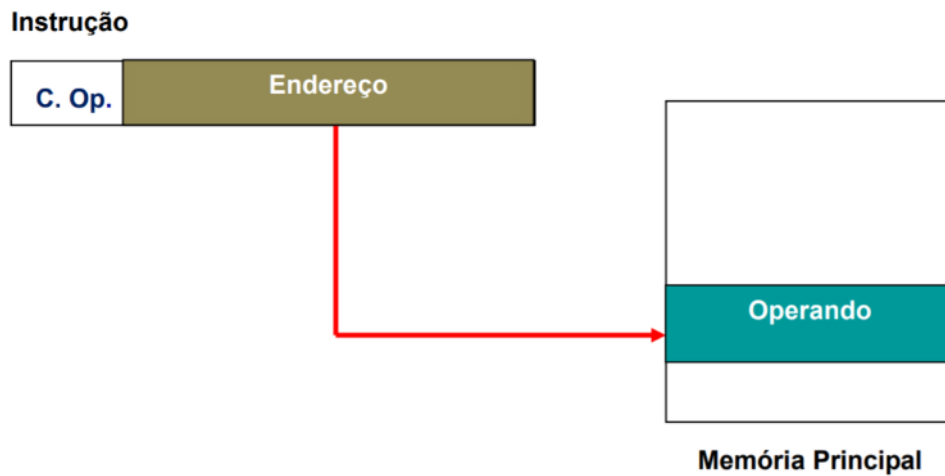 Instrução
C. Op.
Endereço
Operando
Memória Principal